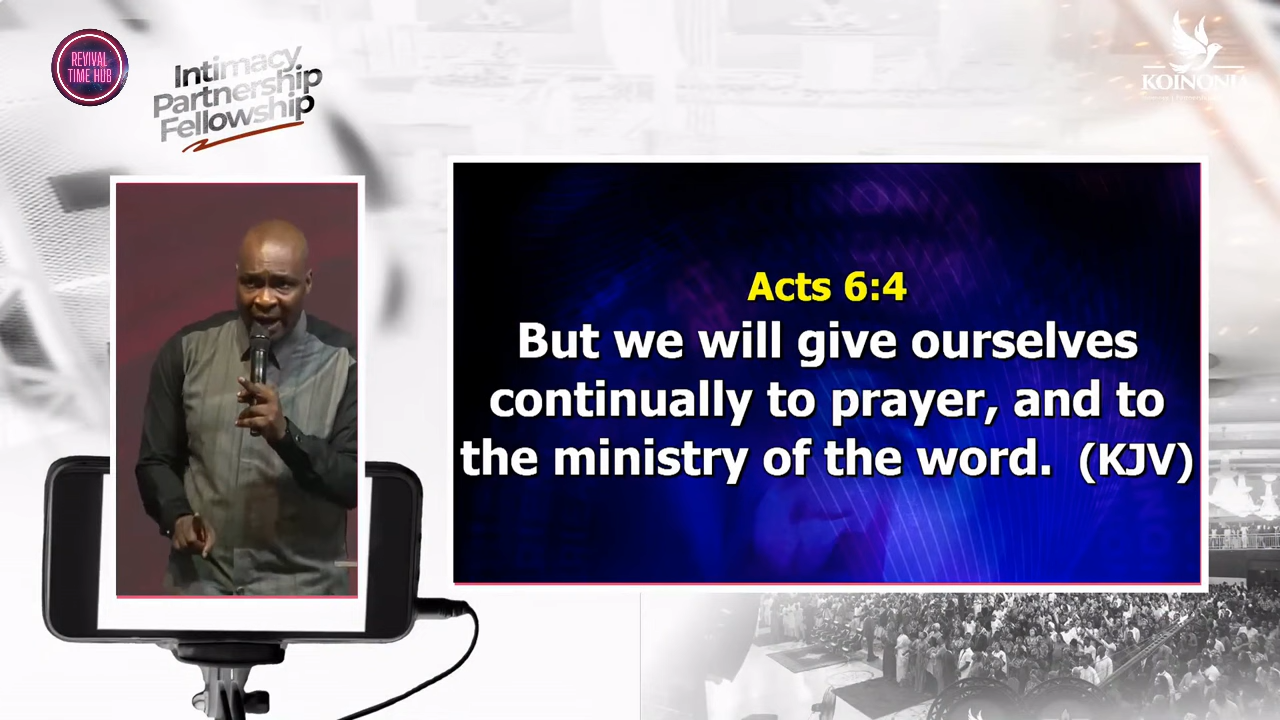 REVIVAL
TIME HUB
Intimacy
Partnership
Fellowship
KOINONIA
Acts 6:4
But we will give ourselves
continually to prayer, and to
the ministry of the word. (KJV)